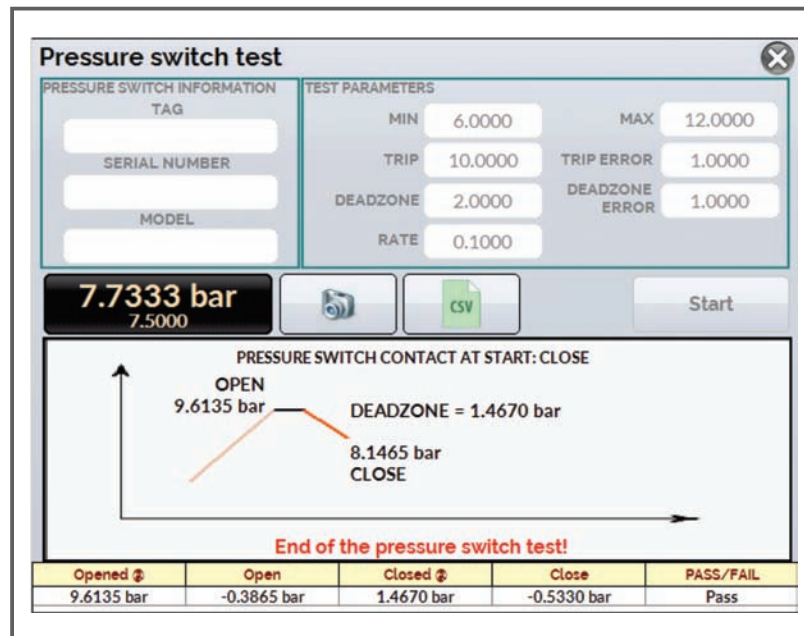 Pressure switch test
PRESSURE SWITCH INFORMATION
TAG
SERIAL NUMBER
MODEL
TEST PARAMETERS
MIN 6.0000 MAX 12.0000
TRIP 10.0000 TRIP ERROR 1.0000
DEADZONE 2.0000 DEADZONE ERROR 1.0000
RATE 0.1000
7.7333 bar
7.5000
CSV
Start
PRESSURE SWITCH CONTACT AT START: CLOSE
OPEN
9.6135 bar
DEADZONE = 1.4670 bar
8.1465 bar
CLOSE
End of the pressure switch test!
Opened Open Closed Close PASS/FAIL
9.6135 bar -0.3865 bar 1.4670 bar -0.5330 bar Pass